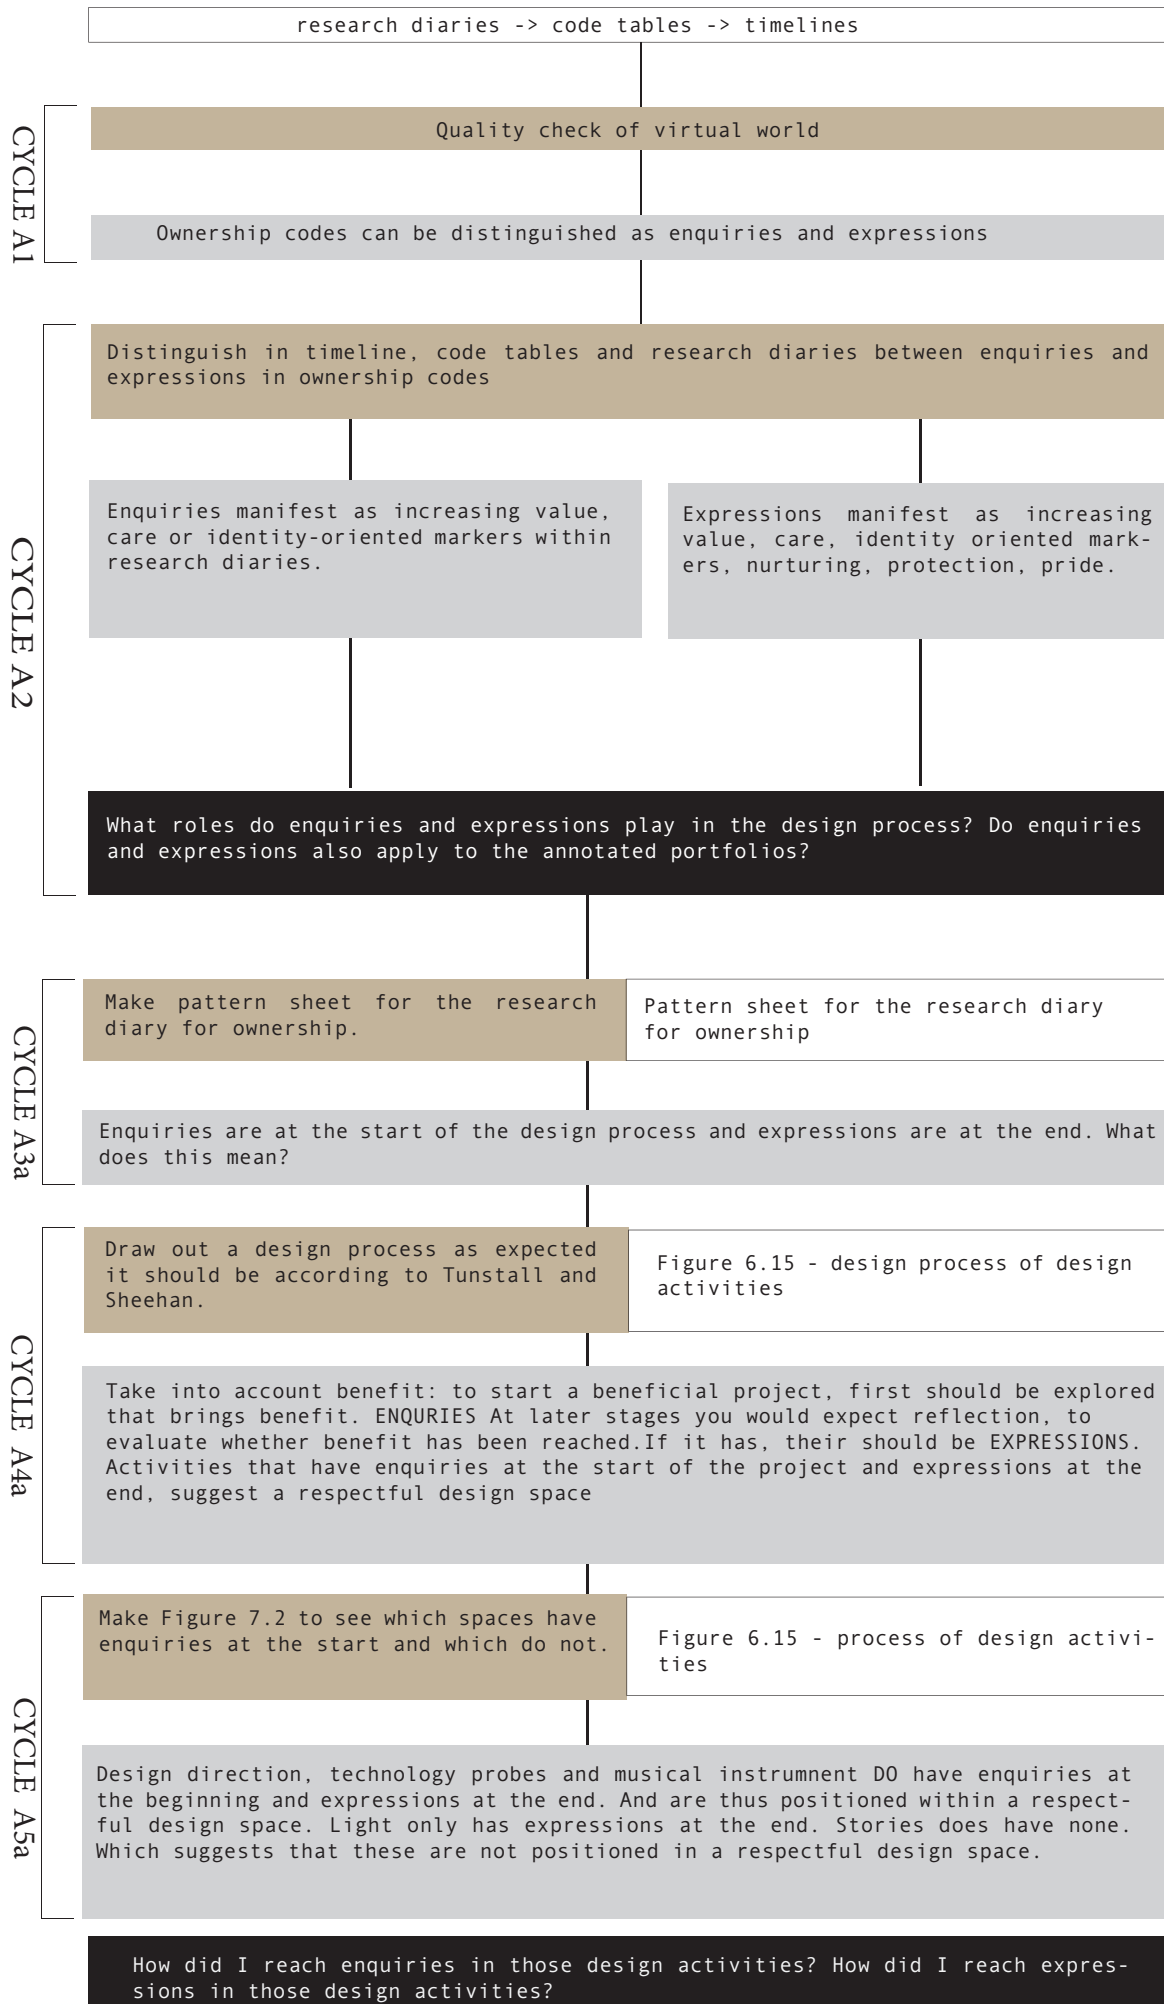 research diaries -> code tables -> timelines
CYCLE A1
Quality check of virtual world
Ownership codes can be distinguished as enquiries and expressions
CYCLE A2
Distinguish in timeline, code tables and research diaries between enquiries and
expressions in ownership codes
Enquiries manifest as increasing value,
care or identity-oriented markers within
research diaries.
Expressions manifest as increasing
value, care, identity oriented mark-
ers, nurturing, protection, pride.
What roles do enquiries and expressions play in the design process? Do enquiries
and expressions also apply to the annotated portfolios?
CYCLE A3a
Make pattern sheet for the research
diary for ownership.
Pattern sheet for the research diary
for ownership
Enquiries are at the start of the design process and expressions are at the end. What
does this mean?
CYCLE A4a
Draw out a design process as expected
it should be according to Tunstall and
Sheehan.
Figure 6.15 - design process of design
activities
Take into account benefit: to start a beneficial project, first should be explored
that brings benefit. ENQURIES At later stages you would expect reflection, to
evaluate whether benefit has been reached.If it has, their should be EXPRESSIONS.
Activities that have enquiries at the start of the project and expressions at the
end, suggest a respectful design space
CYCLE A5a
Make Figure 7.2 to see which spaces have
enquiries at the start and which do not.
Figure 6.15 - process of design activi-
ties
Design direction, technology probes and musical instrumnent DO have enquiries at
the beginning and expressions at the end. And are thus positioned within a respect-
ful design space. Light only has expressions at the end. Stories does have none.
Which suggests that these are not positioned in a respectful design space.
How did I reach enquiries in those design activities? How did I reach expres-
sions in those design activities?